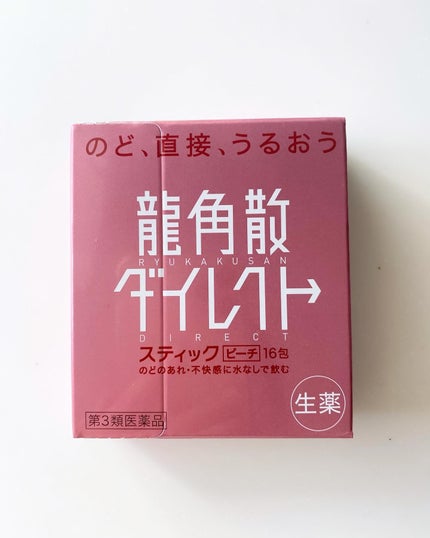 のど、直接、うるおう
龍角散
RYUKAKUSAN
ダイレクト
DIRECT
スティック ピーチ 16包
のどのあれ・不快感に水なしで飲む
第3類医薬品
生薬